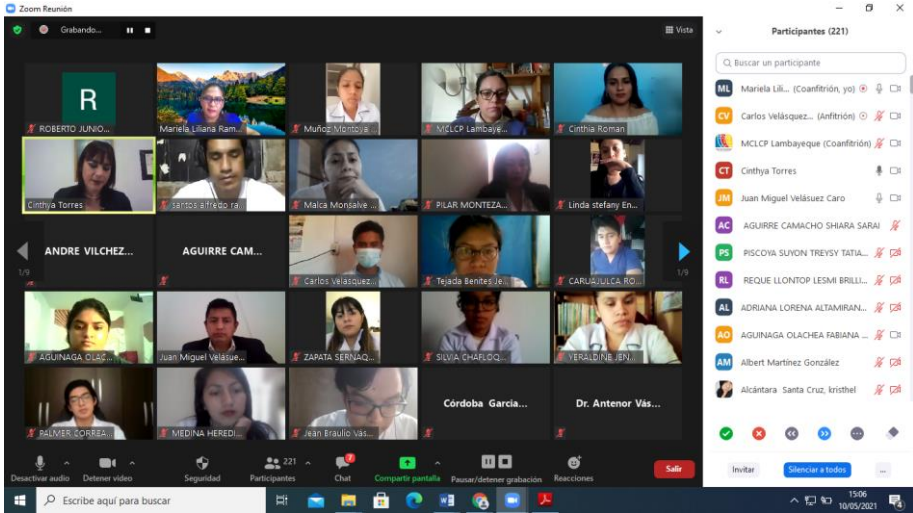 Zoom Reunión
Grabando...
Vista
R
ROBERTO JUNIO...
Mariela Liliana Ram...
Muñoz Montoya ...
MCLCP Lambaye...
Cinthia Roman
Cinthya Torres
santos alfredo ra...
Malca Monsalve ...
PILAR MONTEZA...
Linda stefany En...
ANDRE VILCHEZ...
AGUIRRE CAM...
Carlos Velásquez...
Tejada Benites Je...
CARUAJULCA RO...
1/9
1/9
AGUINAGA OLAC...
Juan Miguel Velásue...
ZAPATA SERNAQ...
SILVIA CHAFLOQ...
YERALDINE JEN...
PALMER CORREA...
MEDINA HEREDI...
Jean Braulio Vás...
Córdoba Garcia...
Dr. Antenor Vás...
Desactivar audio
Detener video
Seguridad
221
Participantes
7
Chat
Compartir pantalla
Pausar/detener grabación
Reacciones
Salir
Participantes (221)
Buscar un participante
ML Mariela Lili... (Coanfitrión, yo)
CV Carlos Velásquez... (Anfitrión)
MCLCP Lambayeque (Coanfitrión)
CT Cinthya Torres
JM Juan Miguel Velásuez Caro
AC AGUIRRE CAMACHO SHIARA SARAI
PS PISCOYA SUYON TREYSY TATIA...
RL REQUE LLONTOP LESMI BRILLI...
AL ADRIANA LORENA ALTAMIRAN...
AO AGUINAGA OLACHEA FABIANA ...
AM Albert Martínez González
Alcántara Santa Cruz, kristhel
Invitar
Silenciar a todos
...
Escribe aquí para buscar
15:06
10/05/2021